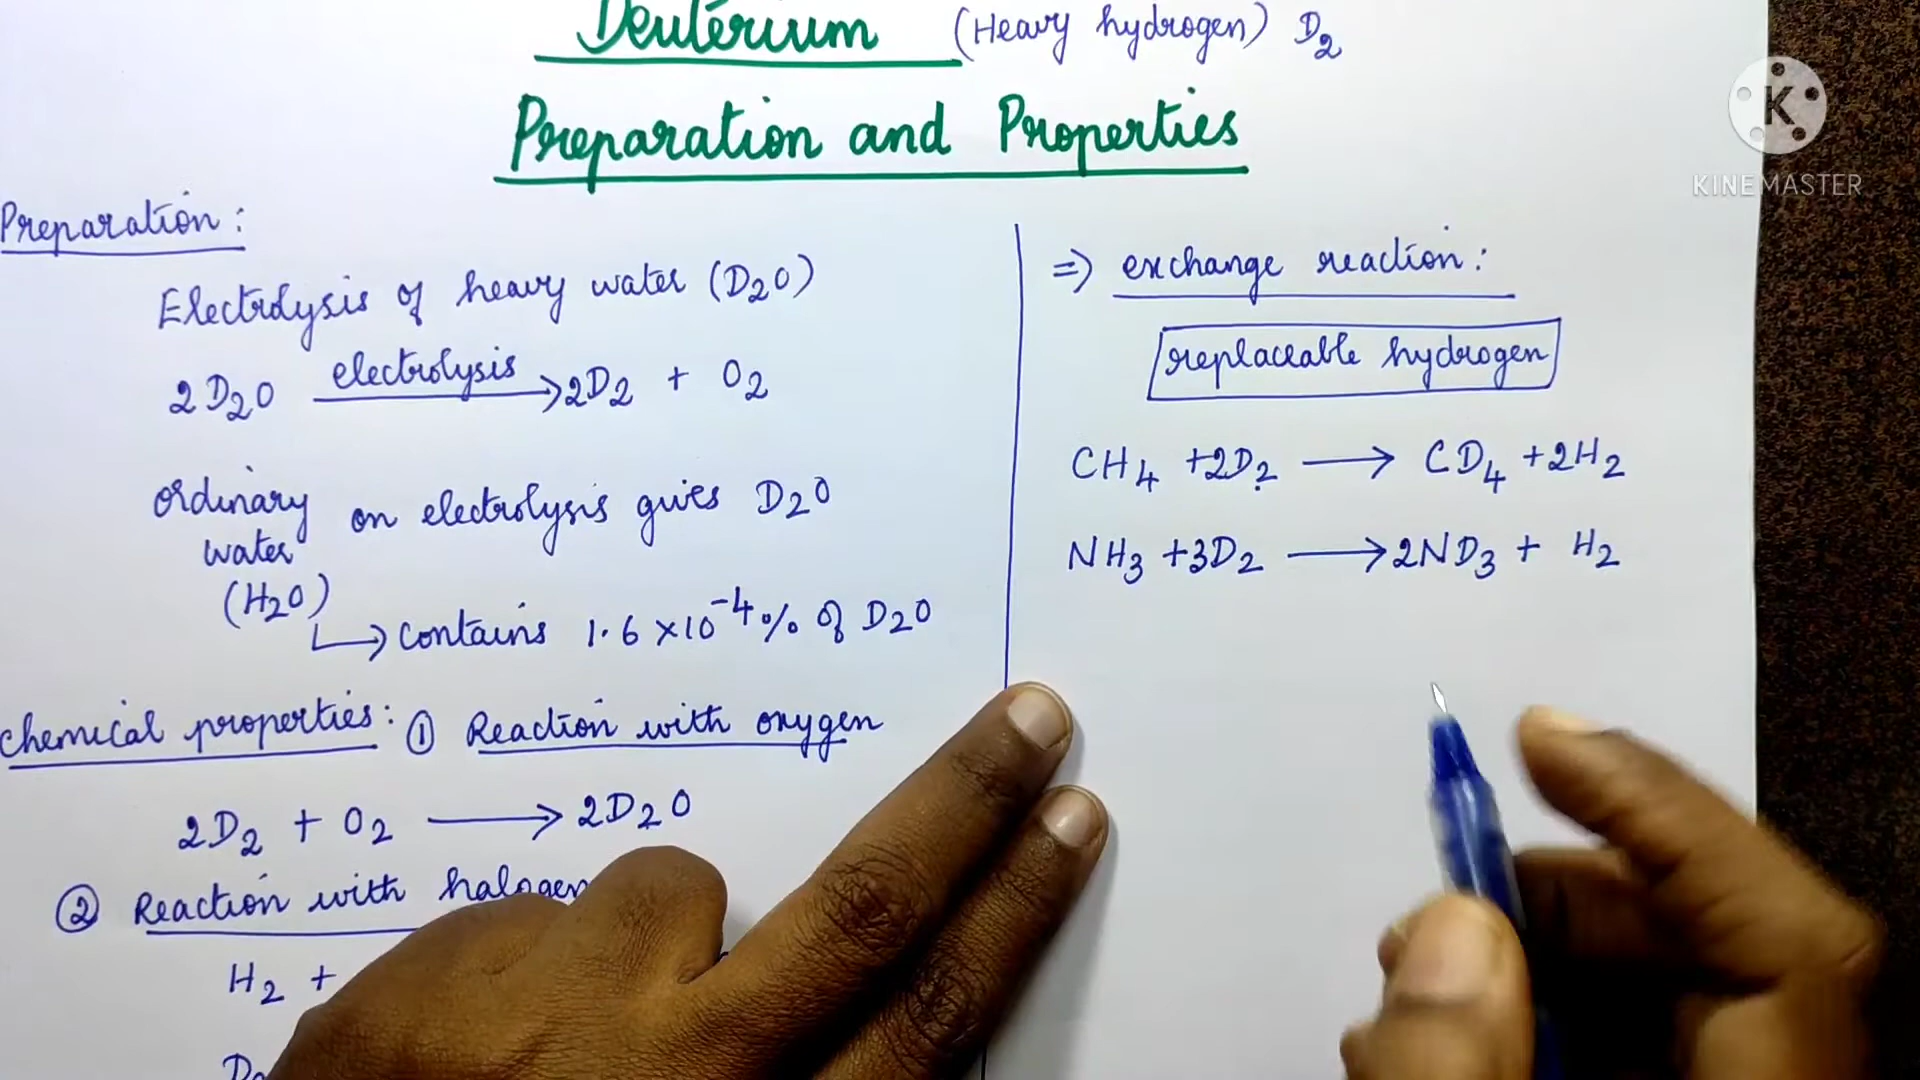 Deuterium (Heavy hydrogen) D2
Preparation and Properties
KINEMASTER
Preparation:
Electrolysis of heavy water (D2O)
2D2O electrolysis → 2D2 + O2
Ordinary water (H2O) on electrolysis gives D2O
↳ contains 1.6 ×10⁻⁴% of D2O
Chemical properties: ① Reaction with oxygen
2D2 + O2 ⟶ 2D2O
② Reaction with halogen
H2 +
⇒ exchange reaction:
replaceable hydrogen
CH4 +2D2 ⟶ CD4 +2H2
NH3 +3D2 ⟶ 2ND3 + H2